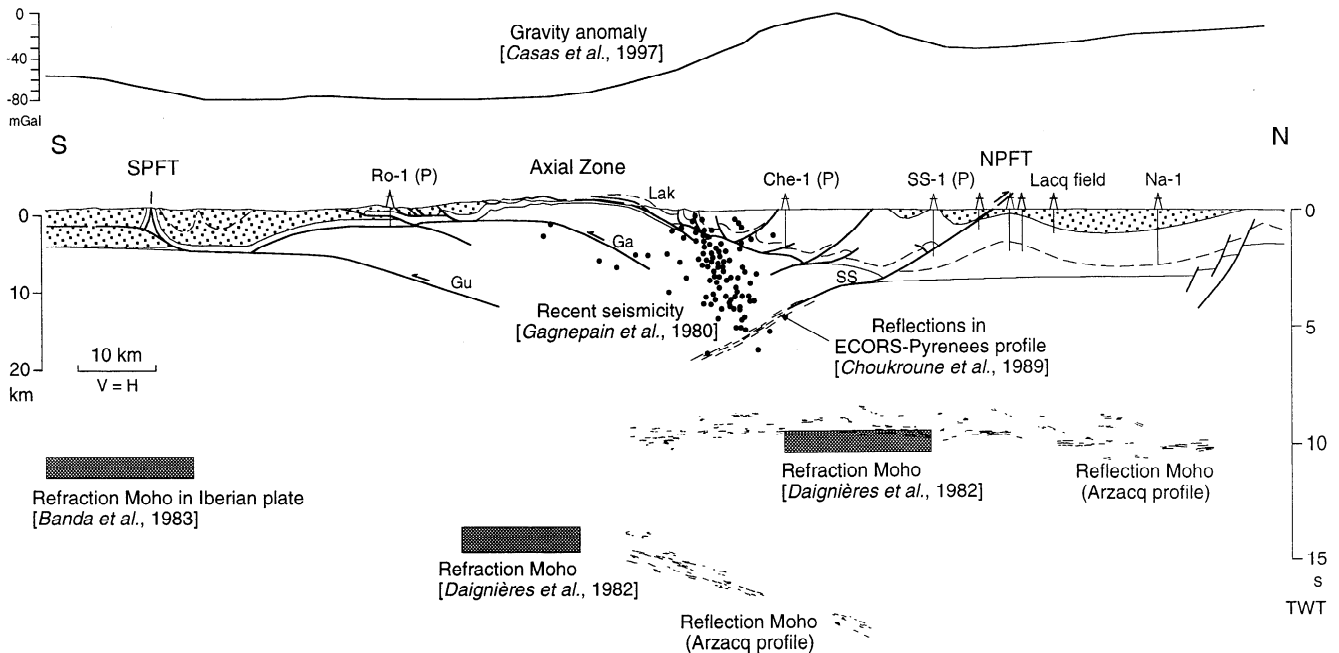 0
-40
-80
mGal
Gravity anomaly
[Casas et al., 1997]
S
N
SPFT
Ro-1 (P)
Axial Zone
Lak
Che-1 (P)
SS-1 (P)
NPFT
Lacq field
Na-1
0
10
20
km
0
5
10
15
s
TWT
Ga
Gu
SS
Recent seismicity
[Gagnepain et al., 1980]
Reflections in
ECORS-Pyrenees profile
[Choukroune et al., 1989]
10 km
V = H
Refraction Moho in Iberian plate
[Banda et al., 1983]
Refraction Moho
[Daignières et al., 1982]
Reflection Moho
(Arzacq profile)
Refraction Moho
[Daignières et al., 1982]
Reflection Moho
(Arzacq profile)